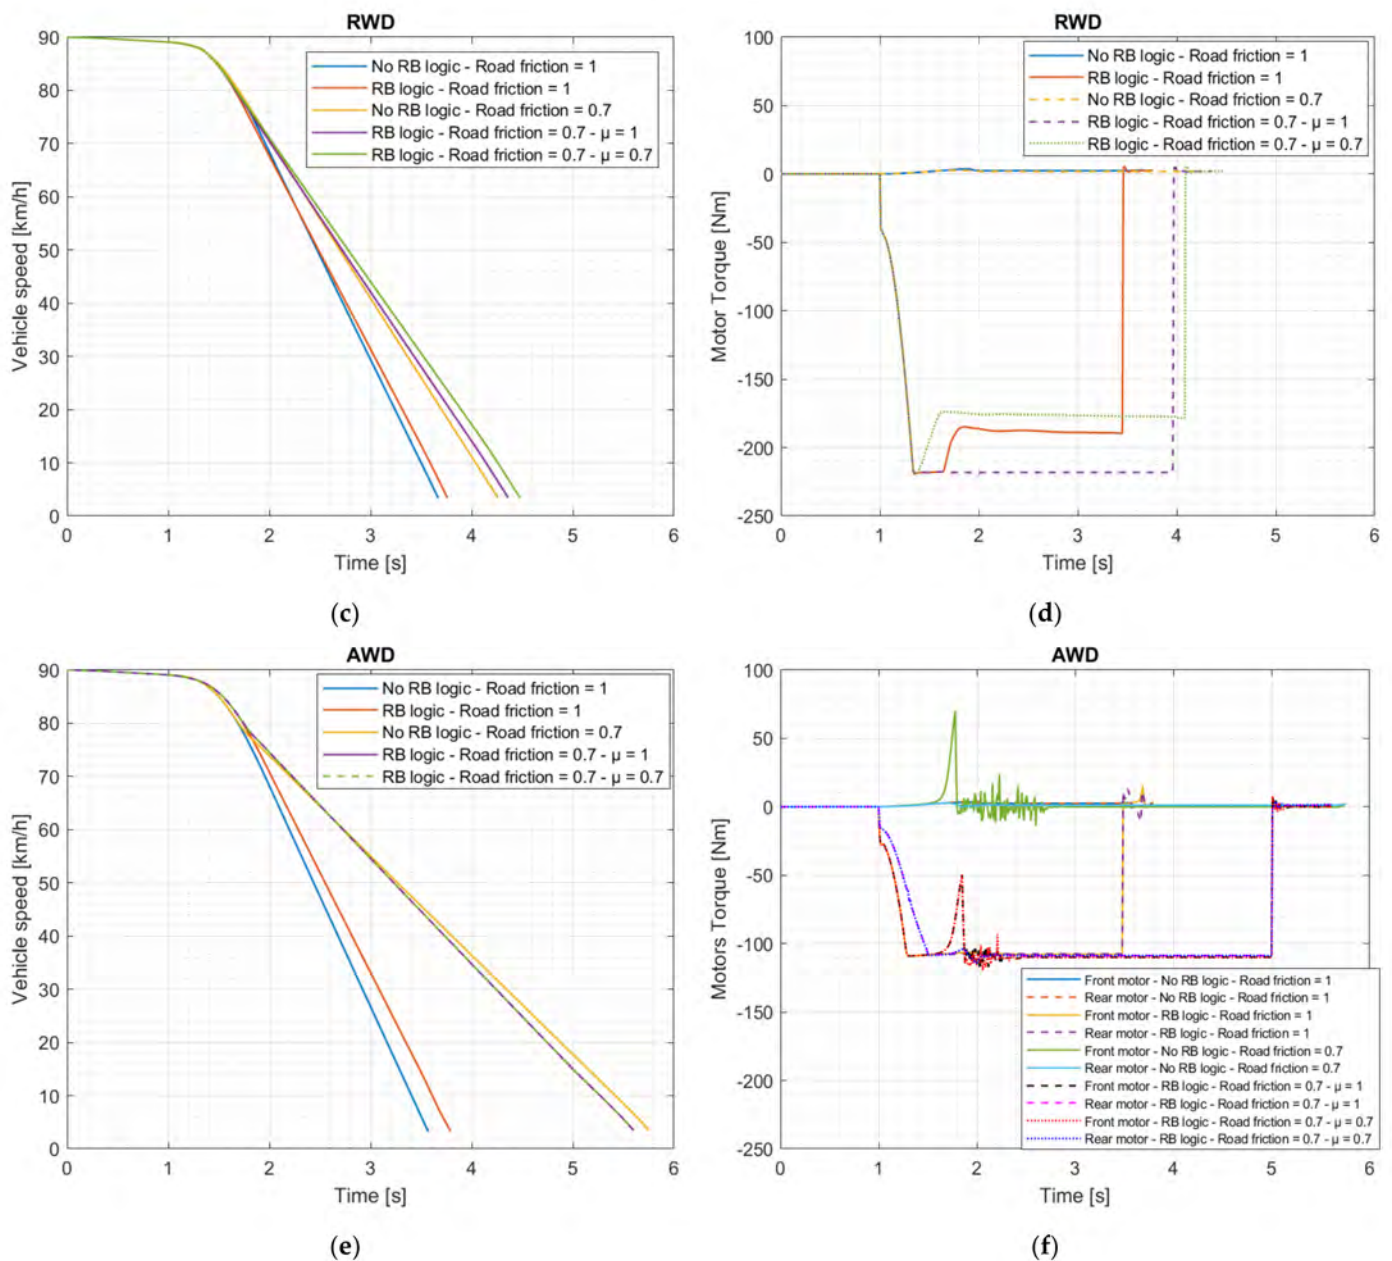 RWD
90
80
70
60
50
40
30
20
10
0
Vehicle speed [km/h]
No RB logic - Road friction = 1
RB logic - Road friction = 1
No RB logic - Road friction = 0.7
RB logic - Road friction = 0.7 - μ = 1
RB logic - Road friction = 0.7 - μ = 0.7
0 1 2 3 4 5 6
Time [s]
(c)
RWD
100
50
0
-50
-100
-150
-200
-250
Motor Torque [Nm]
No RB logic - Road friction = 1
RB logic - Road friction = 1
No RB logic - Road friction = 0.7
RB logic - Road friction = 0.7 - μ = 1
RB logic - Road friction = 0.7 - μ = 0.7
0 1 2 3 4 5 6
Time [s]
(d)
AWD
90
80
70
60
50
40
30
20
10
0
Vehicle speed [km/h]
No RB logic - Road friction = 1
RB logic - Road friction = 1
No RB logic - Road friction = 0.7
RB logic - Road friction = 0.7 - μ = 1
RB logic - Road friction = 0.7 - μ = 0.7
0 1 2 3 4 5 6
Time [s]
(e)
AWD
100
50
0
-50
-100
-150
-200
-250
Motors Torque [Nm]
Front motor - No RB logic - Road friction = 1
Rear motor - No RB logic - Road friction = 1
Front motor - RB logic - Road friction = 1
Rear motor - RB logic - Road friction = 1
Front motor - No RB logic - Road friction = 0.7
Rear motor - No RB logic - Road friction = 0.7
Front motor - RB logic - Road friction = 0.7 - μ = 1
Rear motor - RB logic - Road friction = 0.7 - μ = 1
Front motor - RB logic - Road friction = 0.7 - μ = 0.7
Rear motor - RB logic - Road friction = 0.7 - μ = 0.7
0 1 2 3 4 5 6
Time [s]
(f)